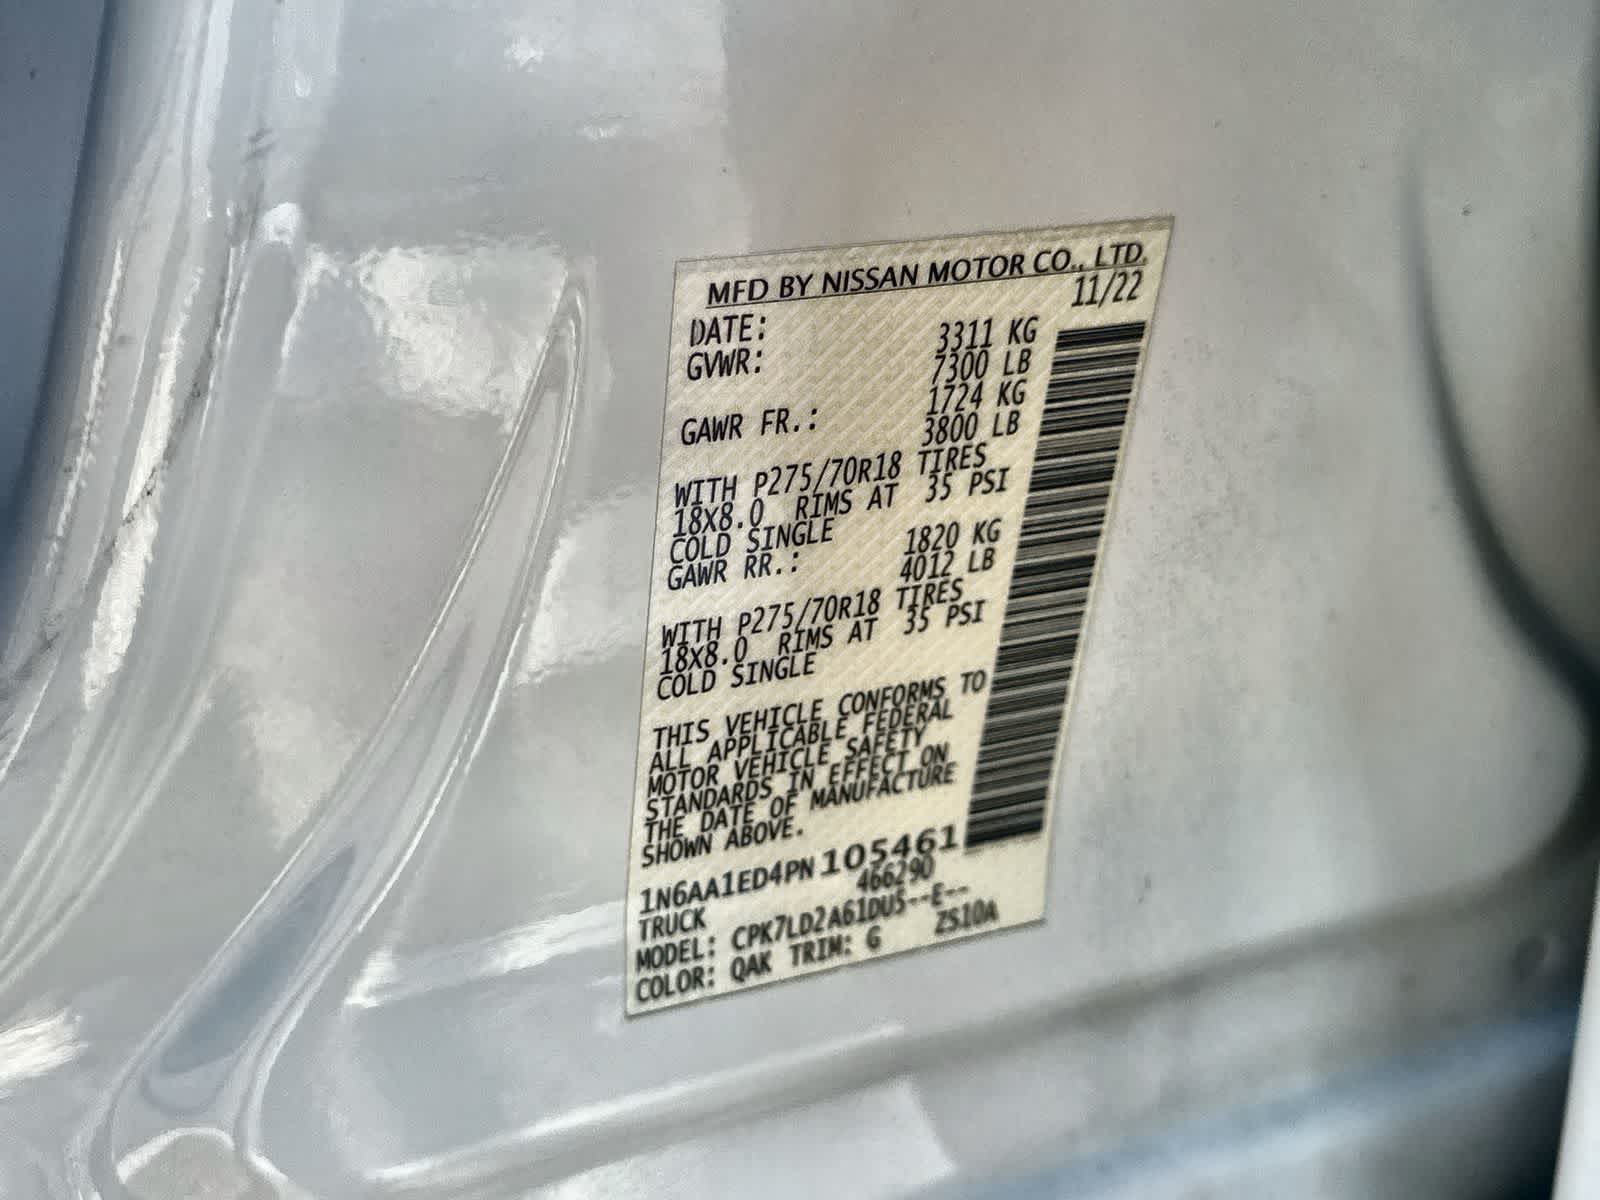 MFD BY NISSAN MOTOR CO., LTD.
DATE: 11/22
GVWR: 3311 KG
7300 LB
GAWR FR.: 1724 KG
3800 LB
WITH P275/70R18 TIRES
18X8.0 RIMS AT 35 PSI
COLD SINGLE
GAWR RR.: 1820 KG
4012 LB
WITH P275/70R18 TIRES
18X8.0 RIMS AT 35 PSI
COLD SINGLE
THIS VEHICLE CONFORMS TO
ALL APPLICABLE FEDERAL
MOTOR VEHICLE SAFETY
STANDARDS IN EFFECT ON
THE DATE OF MANUFACTURE
SHOWN ABOVE.
1N6AA1ED4PN105461
TRUCK 466290
MODEL: CPK7LD2A61DU5--E--
COLOR: QAK TRIM: G ZS10A